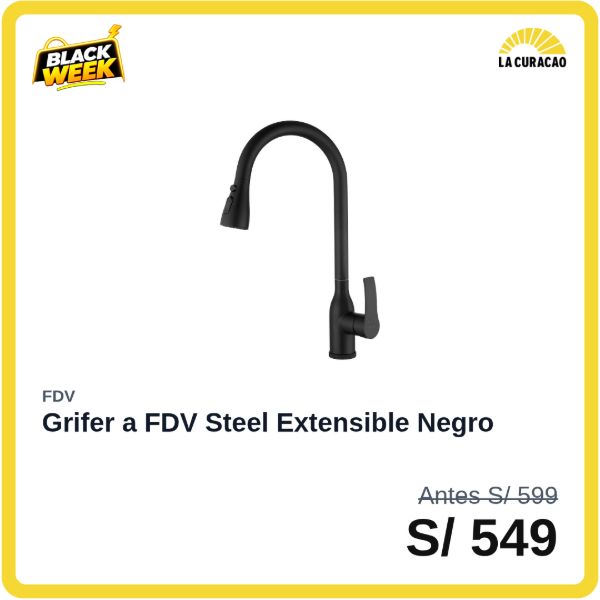 BLACK
WEEK
LA CURACAO
FDV
Grifer a FDV Steel Extensible Negro
Antes S/ 599
S/ 549